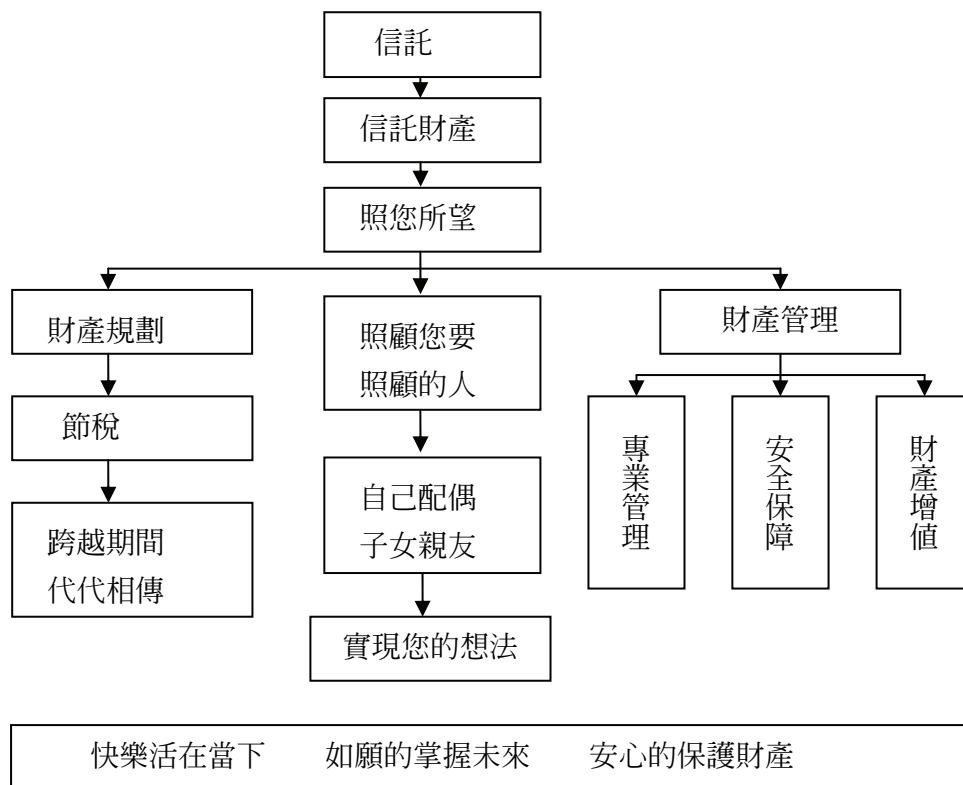 信託
信託財產
照您所望
財產規劃
節稅
跨越期間
代代相傳
照顧您要
照顧的人
自己配偶
子女親友
實現您的想法
財產管理
專業管理
安全保障
財產增值
快樂活在當下 如願的掌握未來 安心的保護財產